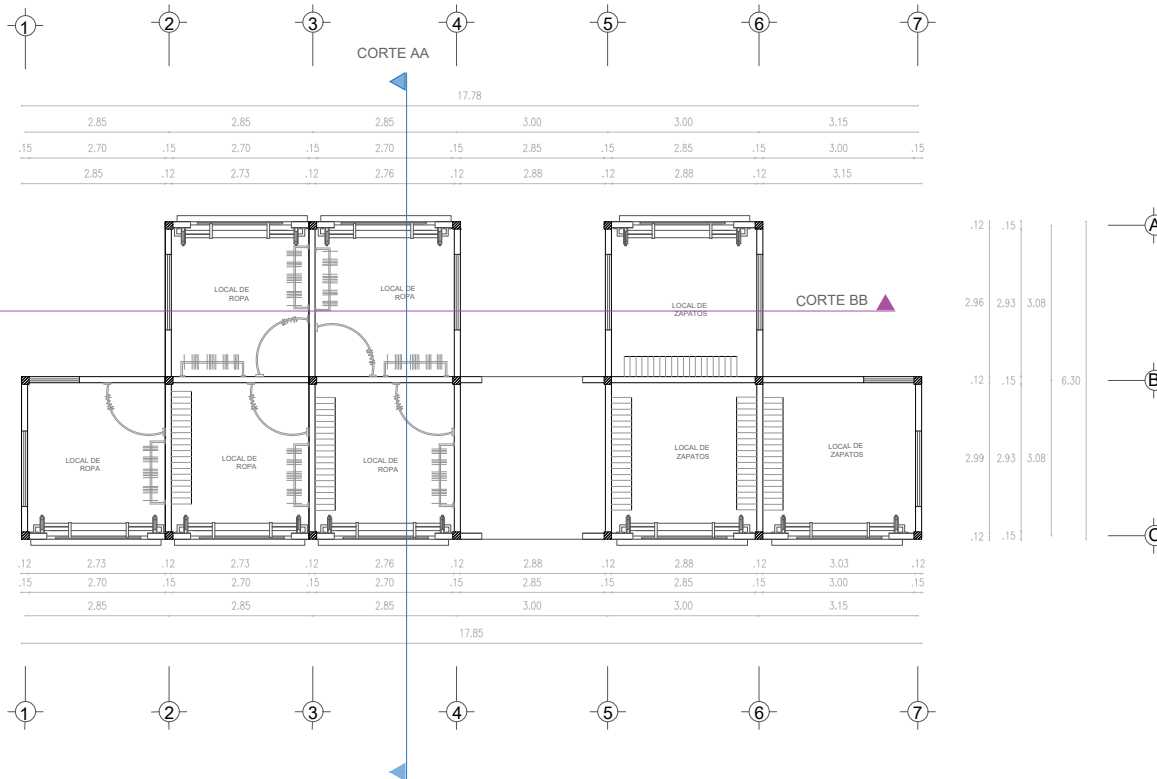 1 2 3 4 5 6 7
CORTE AA
17.78
2.85 2.85 2.85 3.00 3.00 3.15
.15 2.70 .15 2.70 .15 2.70 .15 2.85 .15 2.85 .15 3.00 .15
2.85 .12 2.73 .12 2.76 .12 2.88 .12 2.88 .12 3.15
.12 .15 A
LOCAL DE
ROPA
LOCAL DE
ROPA
LOCAL DE
ZAPATOS
CORTE BB
2.96 2.93 3.08
.12 .15 6.30 B
LOCAL DE
ROPA
LOCAL DE
ROPA
LOCAL DE
ROPA
LOCAL DE
ZAPATOS
LOCAL DE
ZAPATOS
2.99 2.93 3.08
.12 .15 C
.12 2.73 .12 2.73 .12 2.76 .12 2.88 .12 2.88 .12 3.03 .12
.15 2.70 .15 2.70 .15 2.70 .15 2.85 .15 2.85 .15 3.00 .15
2.85 2.85 2.85 3.00 3.00 3.15
17.85
1 2 3 4 5 6 7